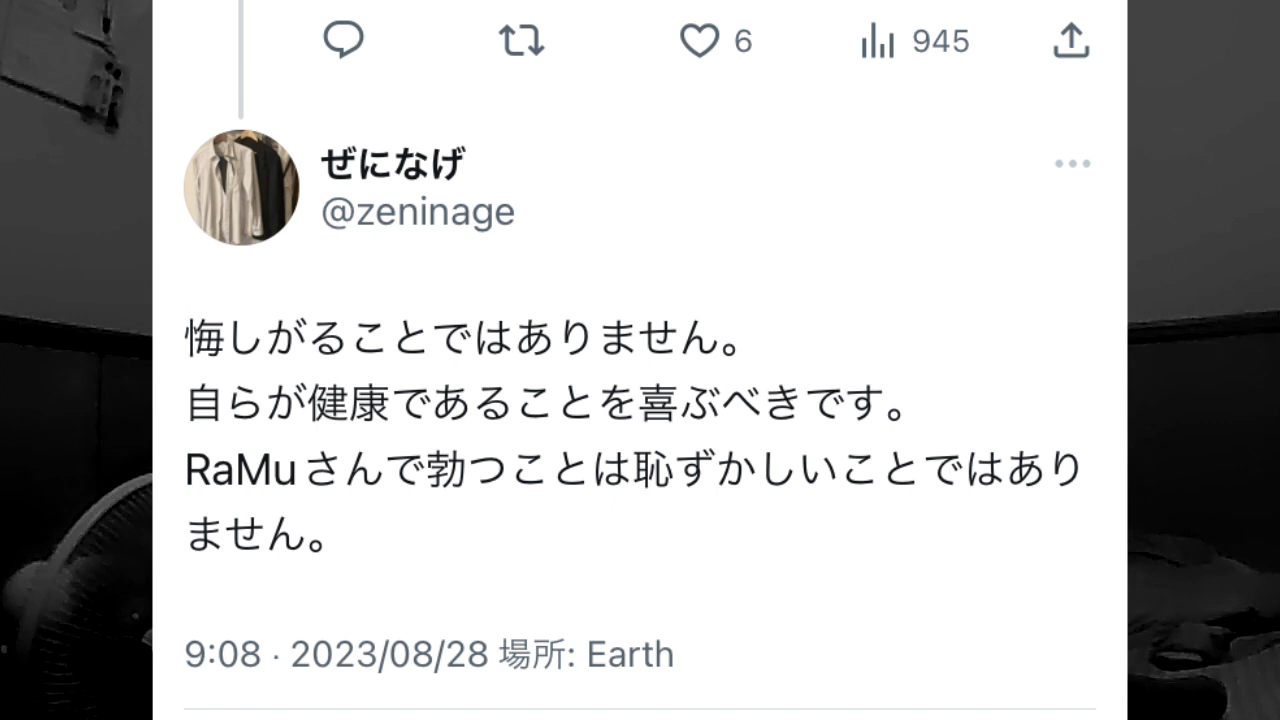 6 945
ぜになげ
@zeninage
悔しがることではありません。
自らが健康であることを喜ぶべきです。
RaMuさんで勃つことは恥ずかしいことではあり
ません。
9:08 · 2023/08/28 場所: Earth